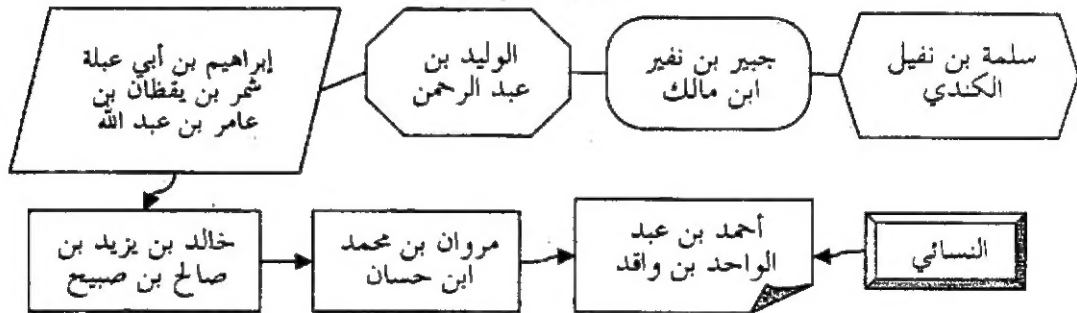 سلمة بن نفيل
الكندي
جبير بن نفير
ابن مالك
الوليد بن
عبد الرحمن
إبراهيم بن أبي عبلة
شمر بن يقظان بن
عامر بن عبد الله
خالد بن يزيد بن
صالح بن صبيح
مروان بن محمد
ابن حسان
أحمد بن عبد
الواحد بن واقد
النسائي